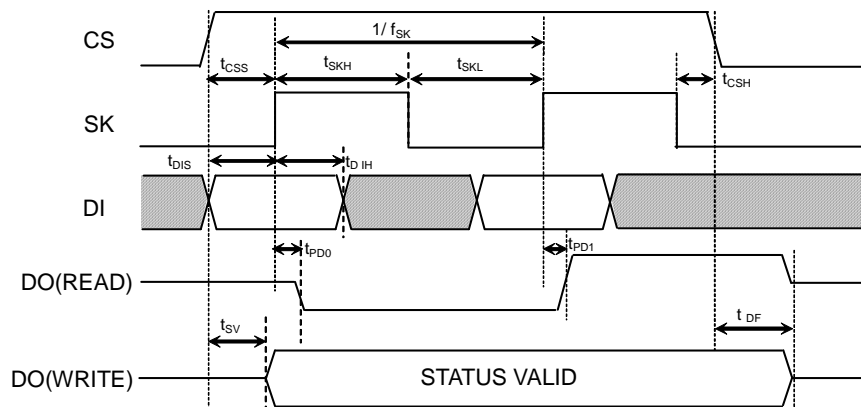 CS
1/ fSK
tCSS
tSKH
tSKL
tCSH
SK
tDIS
tD IH
DI
tPD0
tPD1
DO(READ)
tSV
t DF
DO(WRITE)
STATUS VALID